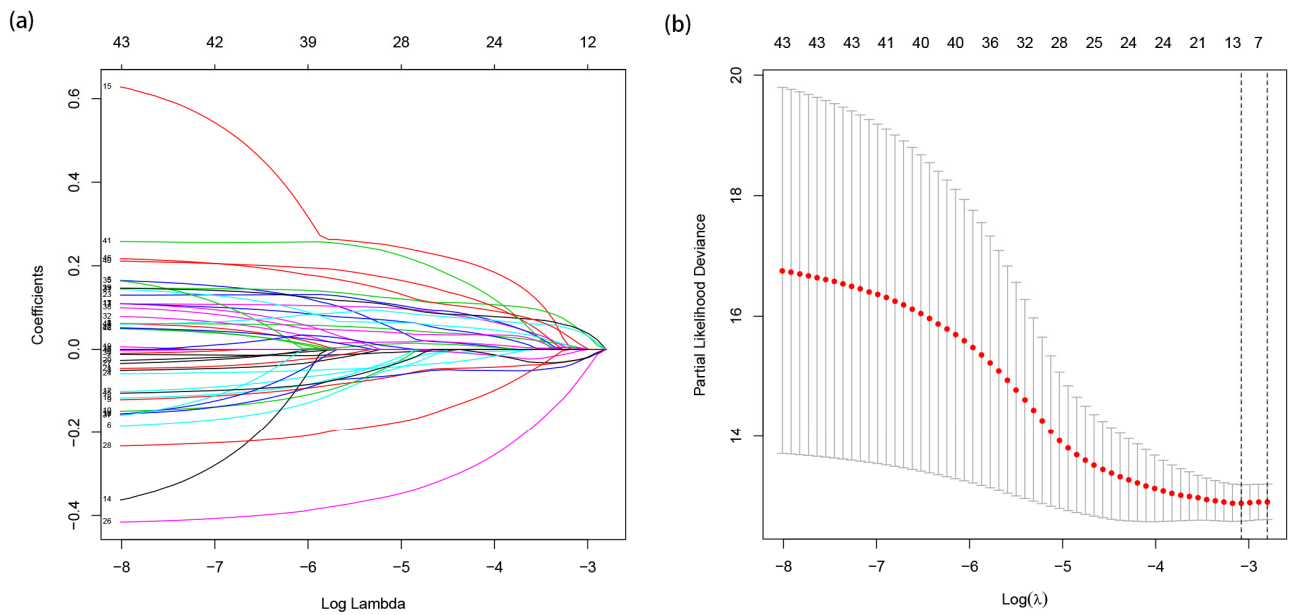 (a)
43 42 39 28 24 12
0.6
0.4
0.2
0.0
−0.2
−0.4
Coefficients
15
41
23
32
24
6
28
14
26
−8 −7 −6 −5 −4 −3
Log Lambda
(b)
43 43 43 41 40 40 36 32 28 25 24 24 21 13 7
20
18
16
14
Partial Likelihood Deviance
−8 −7 −6 −5 −4 −3
Log(λ)